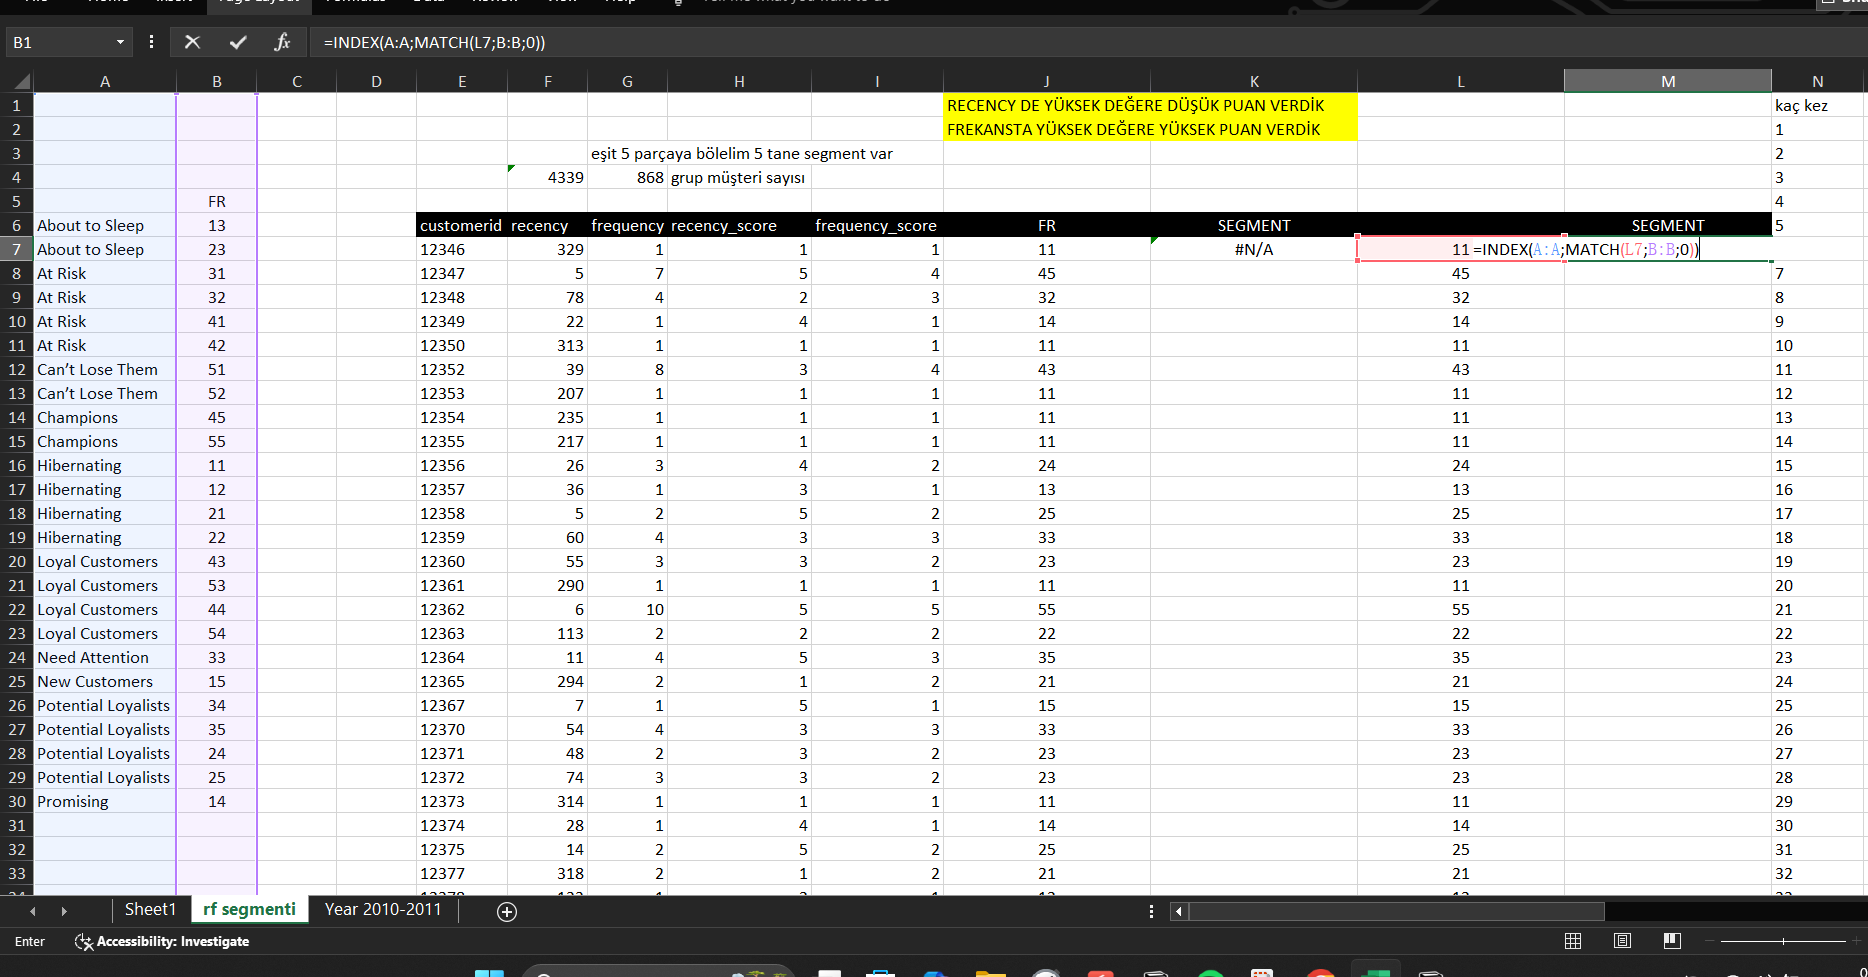 B1 =INDEX(A:A;MATCH(L7;B:B;0))
A B C D E F G H I J K L M N
1 RECENCY DE YÜKSEK DEĞERE DÜŞÜK PUAN VERDİK kaç kez
2 FREKANSTA YÜKSEK DEĞERE YÜKSEK PUAN VERDİK 1
3 eşit 5 parçaya bölelim 5 tane segment var 2
4 4339 868 grup müşteri sayısı 3
5 FR 4
6 About to Sleep 13 customerid recency frequency recency_score frequency_score FR SEGMENT SEGMENT 5
7 About to Sleep 23 12346 329 1 1 1 11 #N/A 11 =INDEX(A:A;MATCH(L7;B:B;0))
8 At Risk 31 12347 5 7 5 4 45 45 7
9 At Risk 32 12348 78 4 2 3 32 32 8
10 At Risk 41 12349 22 1 4 1 14 14 9
11 At Risk 42 12350 313 1 1 1 11 11 10
12 Can’t Lose Them 51 12352 39 8 3 4 43 43 11
13 Can’t Lose Them 52 12353 207 1 1 1 11 11 12
14 Champions 45 12354 235 1 1 1 11 11 13
15 Champions 55 12355 217 1 1 1 11 11 14
16 Hibernating 11 12356 26 3 4 2 24 24 15
17 Hibernating 12 12357 36 1 3 1 13 13 16
18 Hibernating 21 12358 5 2 5 2 25 25 17
19 Hibernating 22 12359 60 4 3 3 33 33 18
20 Loyal Customers 43 12360 55 3 3 2 23 23 19
21 Loyal Customers 53 12361 290 1 1 1 11 11 20
22 Loyal Customers 44 12362 6 10 5 5 55 55 21
23 Loyal Customers 54 12363 113 2 2 2 22 22 22
24 Need Attention 33 12364 11 4 5 3 35 35 23
25 New Customers 15 12365 294 2 1 2 21 21 24
26 Potential Loyalists 34 12367 7 1 5 1 15 15 25
27 Potential Loyalists 35 12370 54 4 3 3 33 33 26
28 Potential Loyalists 24 12371 48 2 3 2 23 23 27
29 Potential Loyalists 25 12372 74 3 3 2 23 23 28
30 Promising 14 12373 314 1 1 1 11 11 29
31 12374 28 1 4 1 14 14 30
32 12375 14 2 5 2 25 25 31
33 12377 318 2 1 2 21 21 32
Sheet1 rf segmenti Year 2010-2011
Enter Accessibility: Investigate